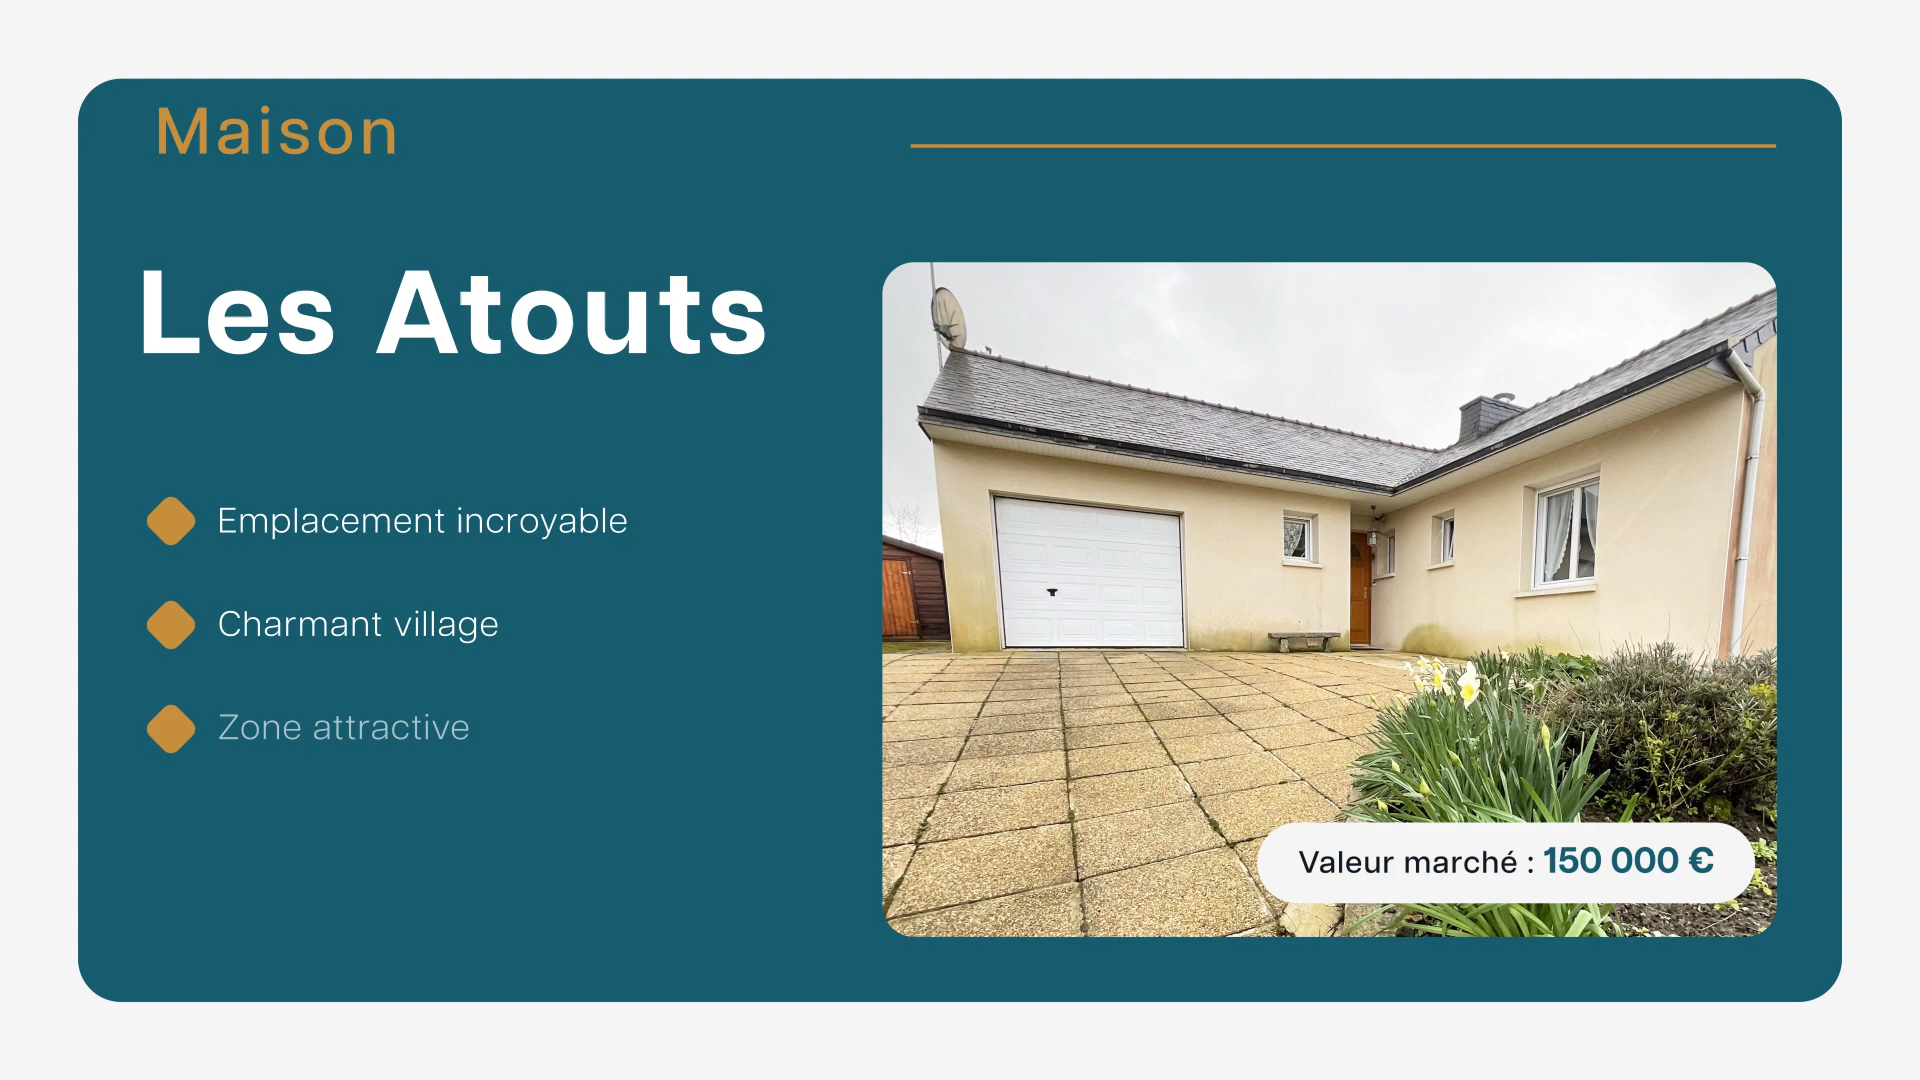 Maison
Les Atouts
Emplacement incroyable
Charmant village
Zone attractive
Valeur marché : 150 000 €